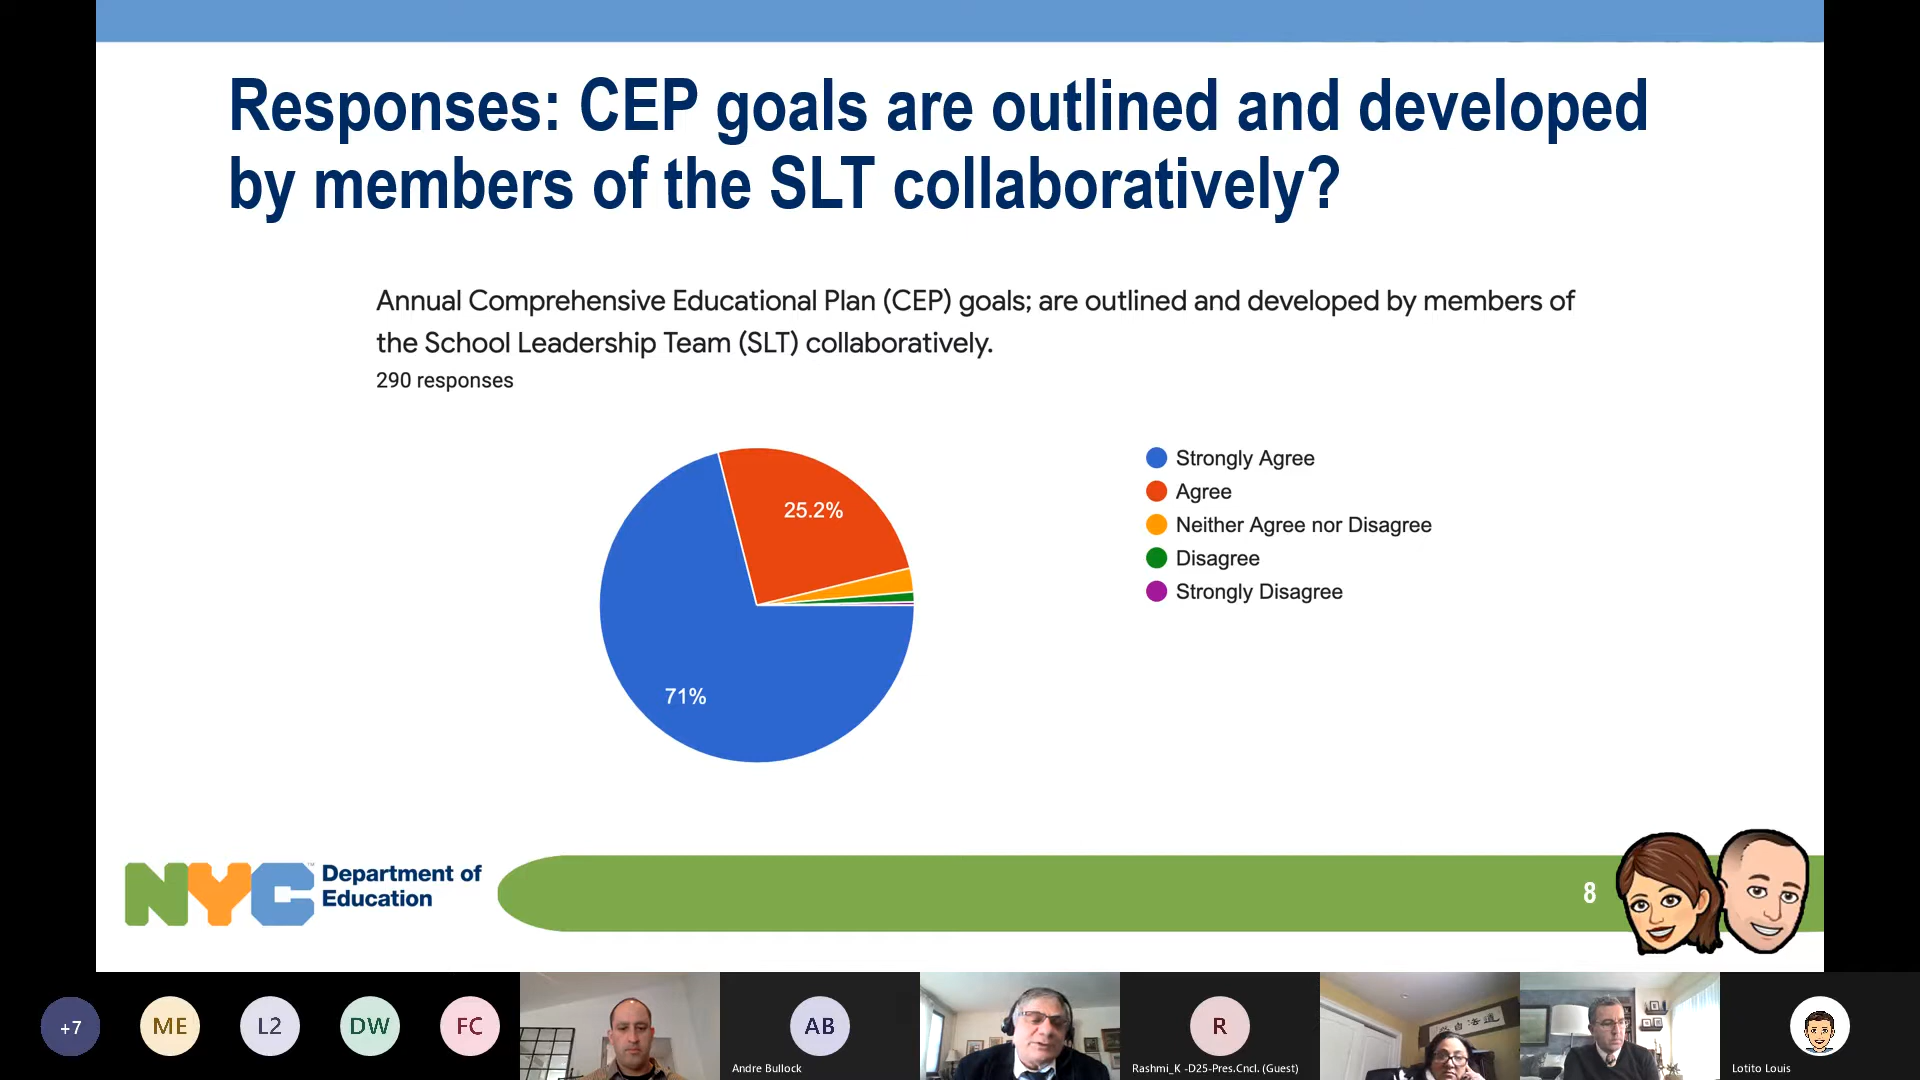 Responses: CEP goals are outlined and developed
by members of the SLT collaboratively?
Annual Comprehensive Educational Plan (CEP) goals; are outlined and developed by members of
the School Leadership Team (SLT) collaboratively.
290 responses
25.2%
71%
Strongly Agree
Agree
Neither Agree nor Disagree
Disagree
Strongly Disagree
NYC
Department of
Education
8
+7
ME
L2
DW
FC
AB
Andre Bullock
R
Rashmi_K -D25-Pres.Cncl. (Guest)
Lotito Louis